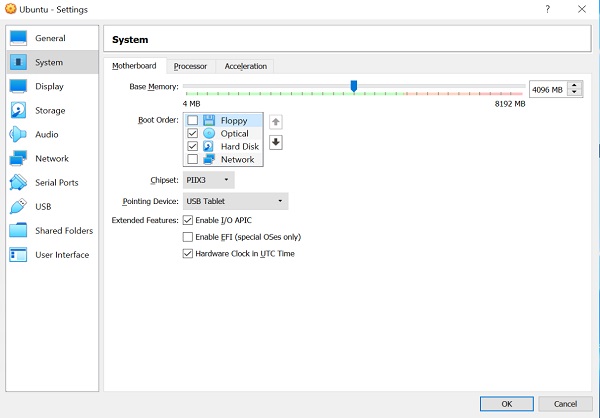 Ubuntu - Settings
?
General
System
Display
Storage
Audio
Network
Serial Ports
USB
Shared Folders
User Interface
System
Motherboard Processor Acceleration
Base Memory: 4096 MB
4 MB 8192 MB
Boot Order: Floppy
Optical
Hard Disk
Network
Chipset: PIIX3
Pointing Device: USB Tablet
Extended Features: Enable I/O APIC
Enable EFI (special OSes only)
Hardware Clock in UTC Time
OK Cancel